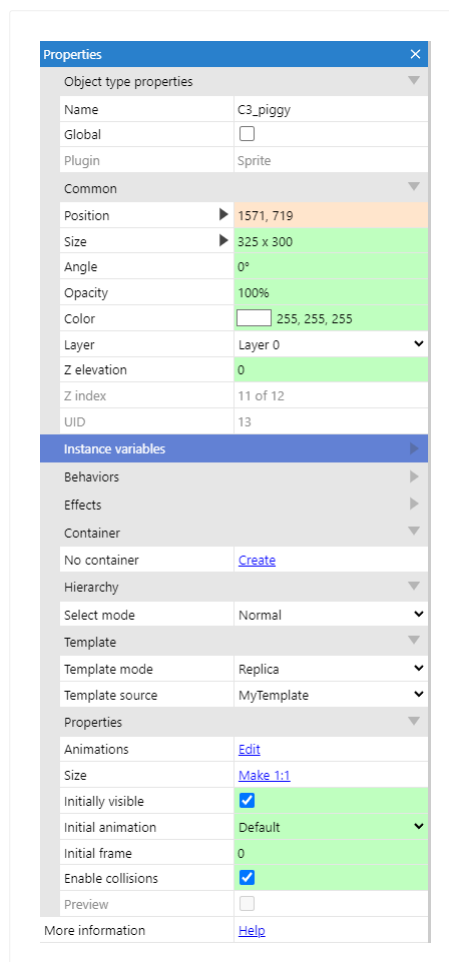 Properties
Object type properties
Name C3_piggy
Global
Plugin Sprite
Common
Position 1571, 719
Size 325 x 300
Angle 0°
Opacity 100%
Color 255, 255, 255
Layer Layer 0
Z elevation 0
Z index 11 of 12
UID 13
Instance variables
Behaviors
Effects
Container
No container Create
Hierarchy
Select mode Normal
Template
Template mode Replica
Template source MyTemplate
Properties
Animations Edit
Size Make 1:1
Initially visible
Initial animation Default
Initial frame 0
Enable collisions
Preview
More information Help